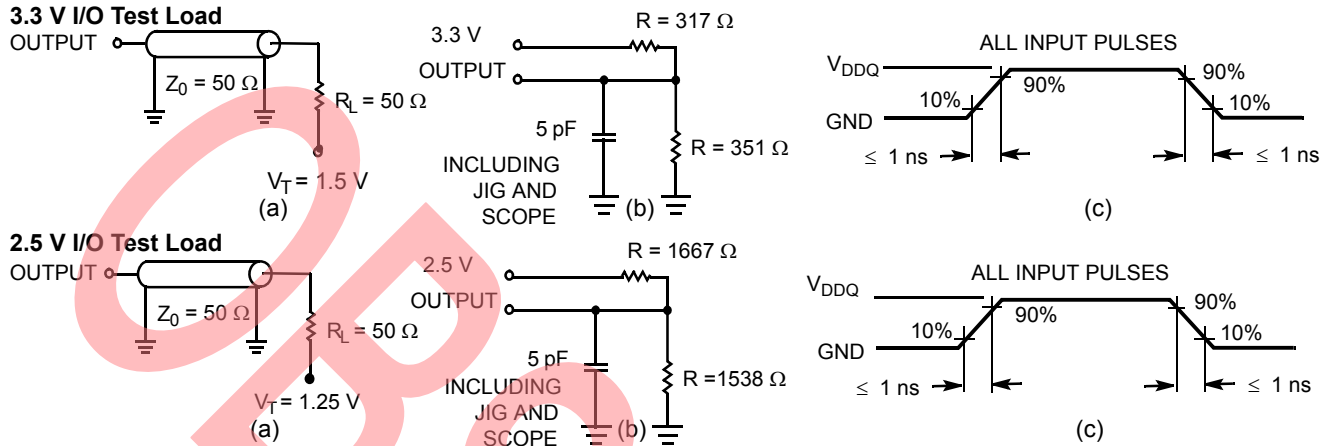 3.3 V I/O Test Load
OUTPUT
Z0 = 50 Ω
RL = 50 Ω
VT = 1.5 V
(a)
3.3 V
OUTPUT
R = 317 Ω
5 pF
R = 351 Ω
INCLUDING
JIG AND
SCOPE
(b)
ALL INPUT PULSES
VDDQ
GND
10%
90%
90%
10%
≤ 1 ns
≤ 1 ns
(c)
2.5 V I/O Test Load
OUTPUT
Z0 = 50 Ω
RL = 50 Ω
VT = 1.25 V
(a)
2.5 V
OUTPUT
R = 1667 Ω
5 pF
R =1538 Ω
INCLUDING
JIG AND
SCOPE
(b)
ALL INPUT PULSES
VDDQ
GND
10%
90%
90%
10%
≤ 1 ns
≤ 1 ns
(c)